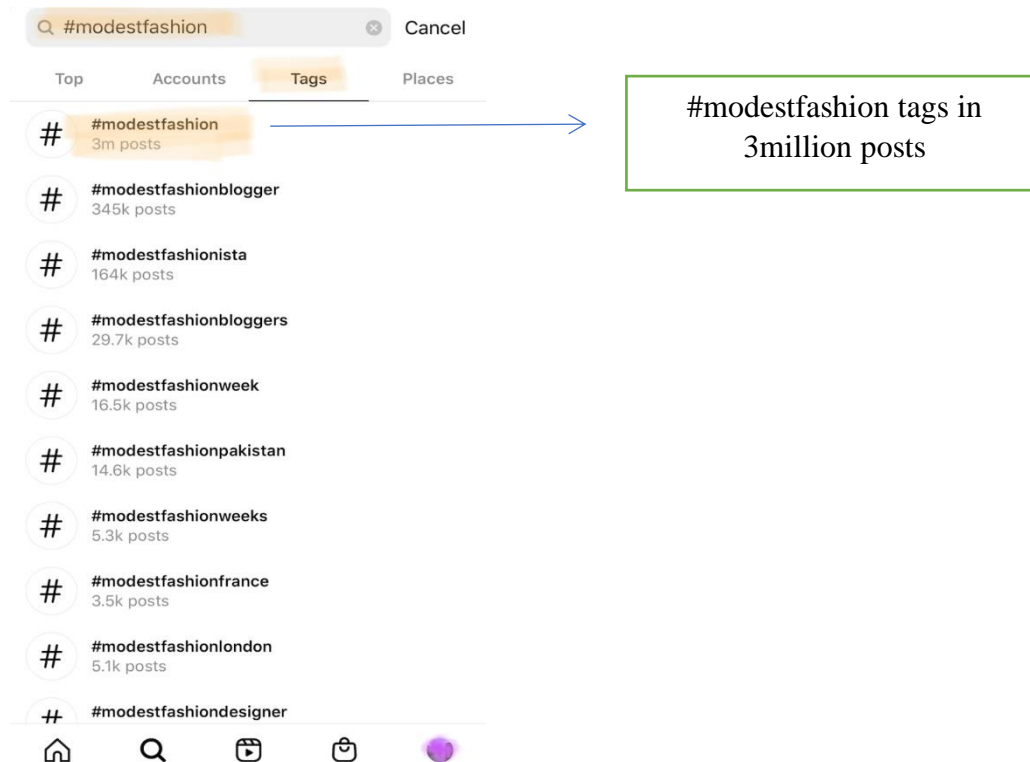 #modestfashion
Cancel
Top Accounts Tags Places
#modestfashion
3m posts
#modestfashionblogger
345k posts
#modestfashionista
164k posts
#modestfashionbloggers
29.7k posts
#modestfashionweek
16.5k posts
#modestfashionpakistan
14.6k posts
#modestfashionweeks
5.3k posts
#modestfashionfrance
3.5k posts
#modestfashionlondon
5.1k posts
#modestfashiondesigner
#modestfashion tags in
3million posts